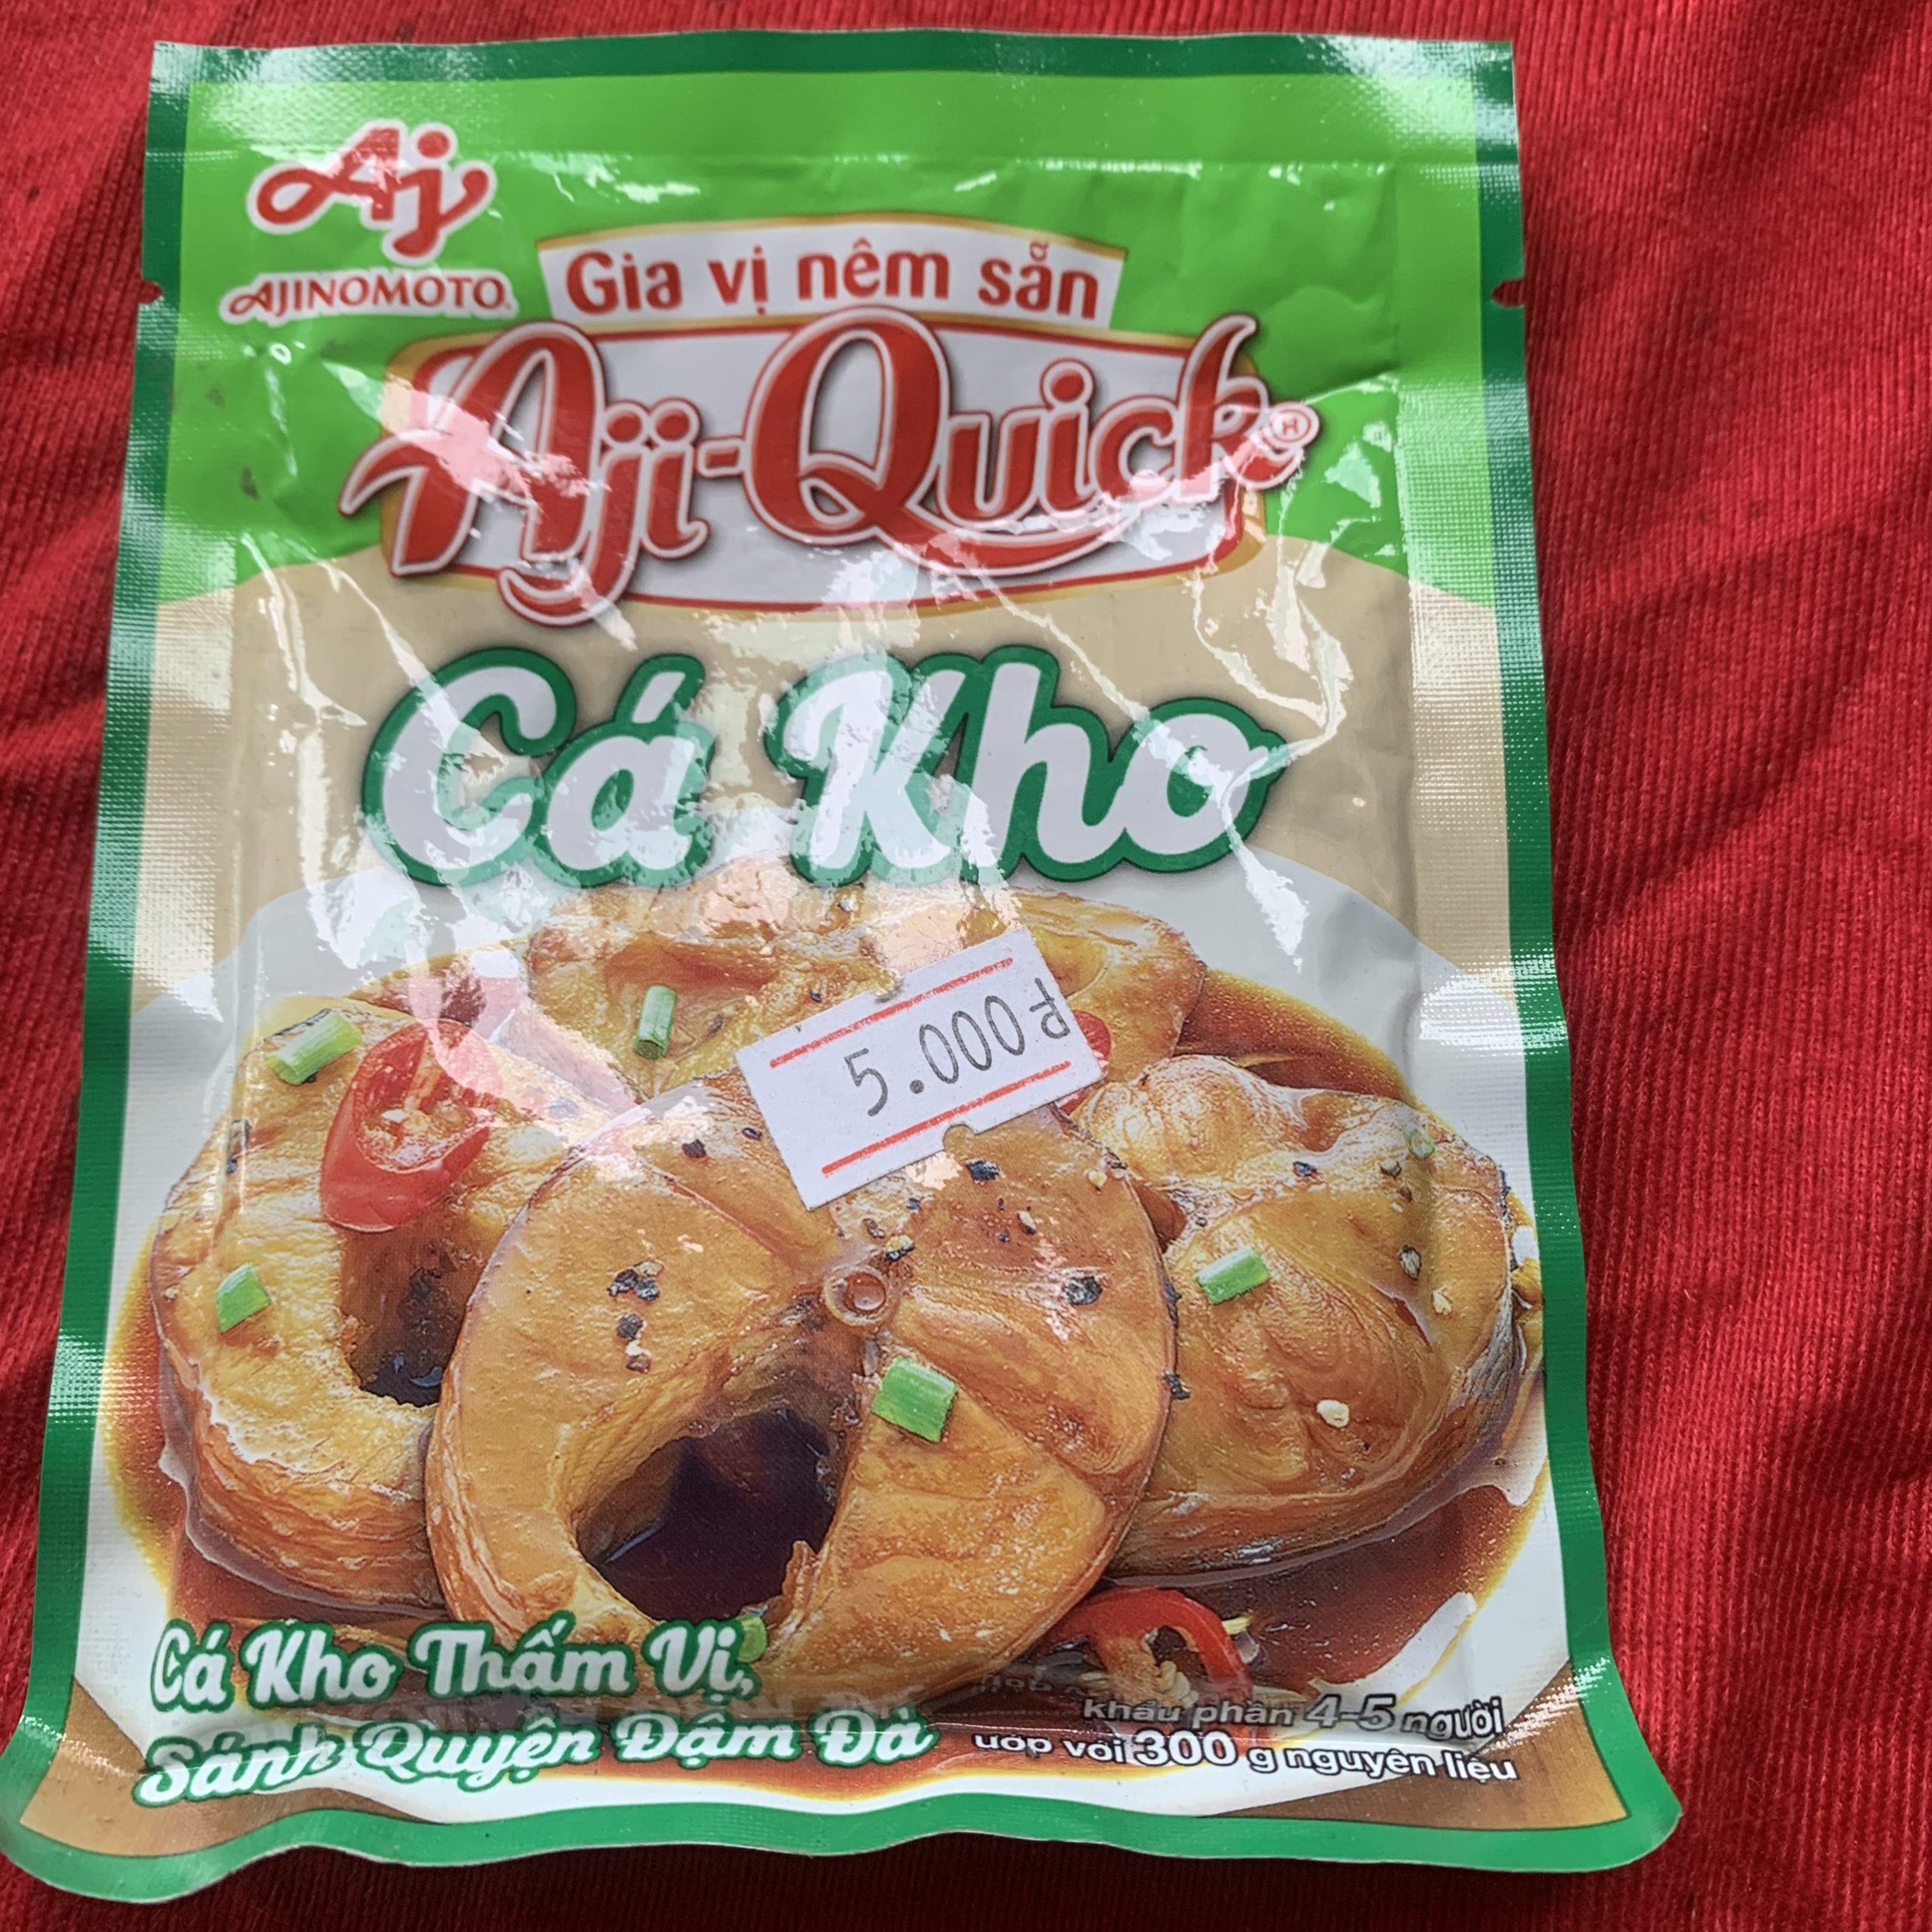 Aj
AJINOMOTO®
Gia vị nêm sẵn
Aji-Quick®
Cá Kho
5.000đ
Cá Kho Thấm Vị,
Sánh Quyện Đậm Đà
khẩu phần 4-5 người
ướp với 300 g nguyên liệu